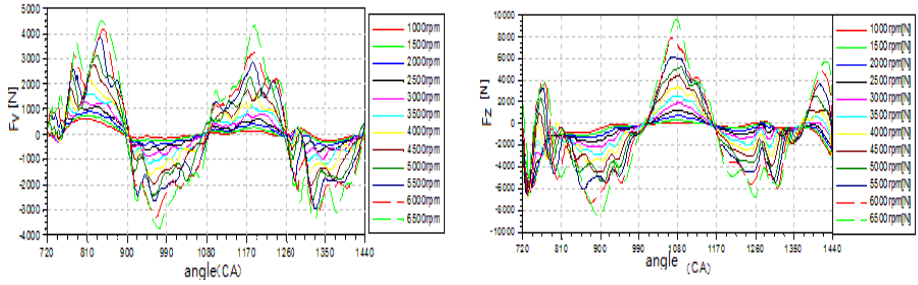 5000
4000
3000
2000
1000
0
-1000
-2000
-3000
-4000
Fy [N]
720 810 900 990 1080 1170 1260 1350 1440
angle(CA)
1000rpm
1500rpm
2000rpm
2500rpm
3000rpm
3500rpm
4000rpm
4500rpm
5000rpm
5500rpm
6000rpm
6500rpm
10000
8000
6000
4000
2000
0
-2000
-4000
-6000
-8000
-10000
Fz [N]
720 810 900 990 1080 1170 1260 1350 1440
angle (CA)
1000rpm[N]
1500rpm[N]
2000rpm[N]
2500rpm[N]
3000rpm[N]
3500rpm[N]
4000rpm[N]
4500rpm[N]
5000rpm[N]
5500rpm[N]
6000rpm[N]
6500rpm[N]